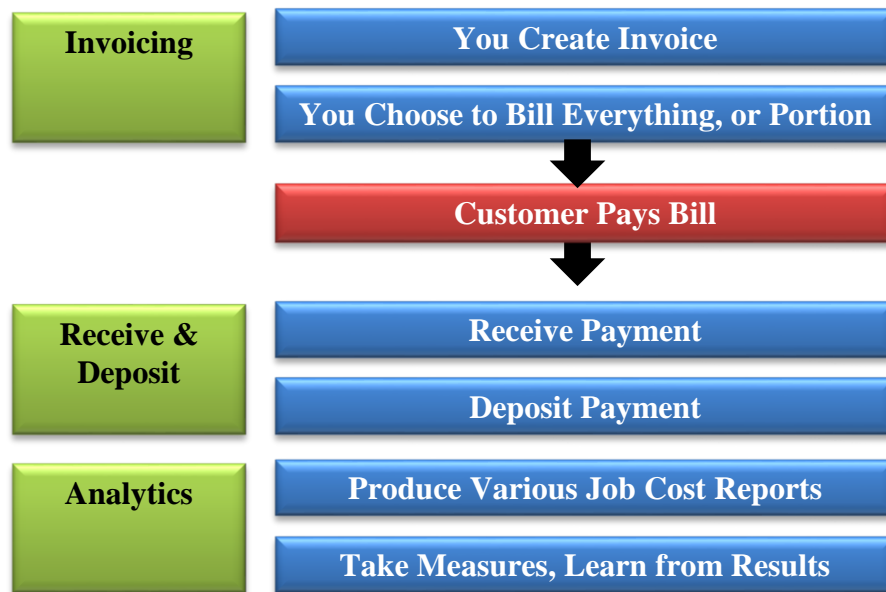 Invoicing
You Create Invoice
You Choose to Bill Everything, or Portion
Customer Pays Bill
Receive &
Deposit
Receive Payment
Deposit Payment
Analytics
Produce Various Job Cost Reports
Take Measures, Learn from Results